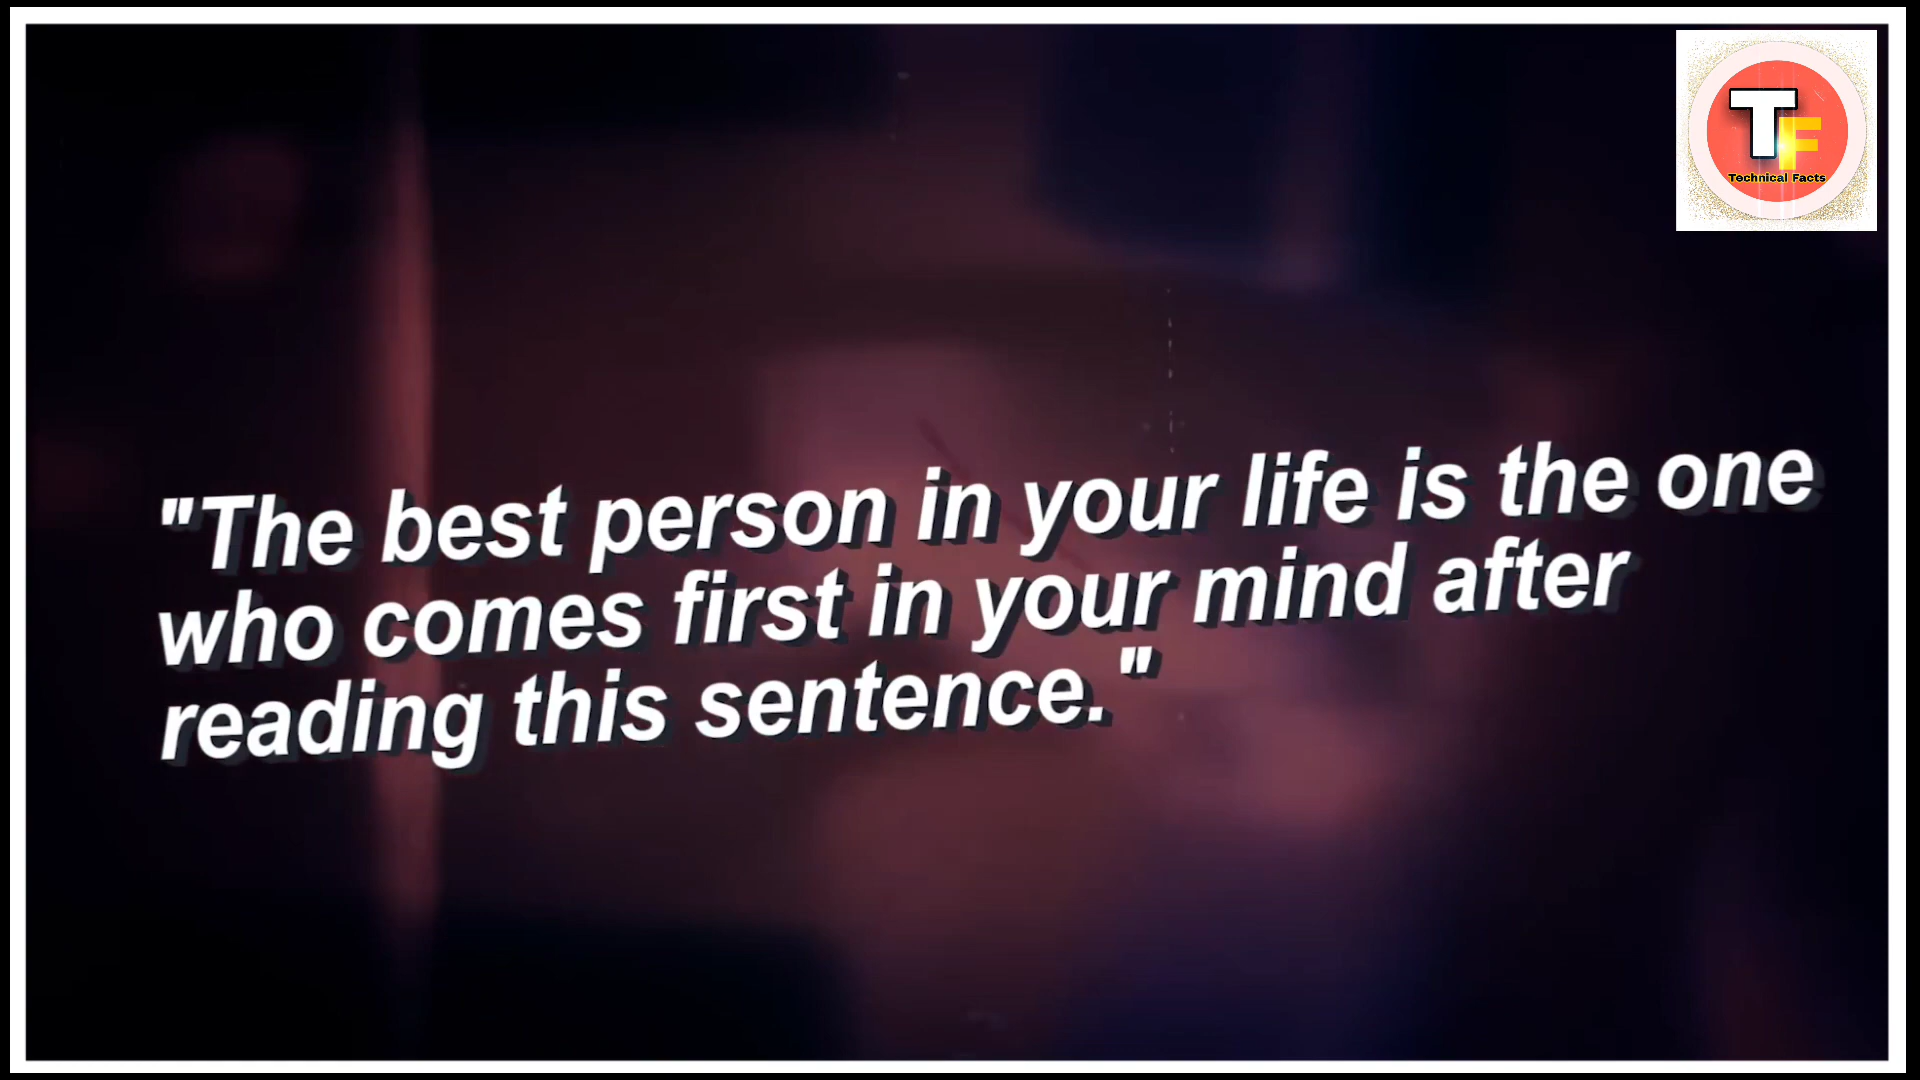 TF
Technical Facts
"The best person in your life is the one
who comes first in your mind after
reading this sentence."